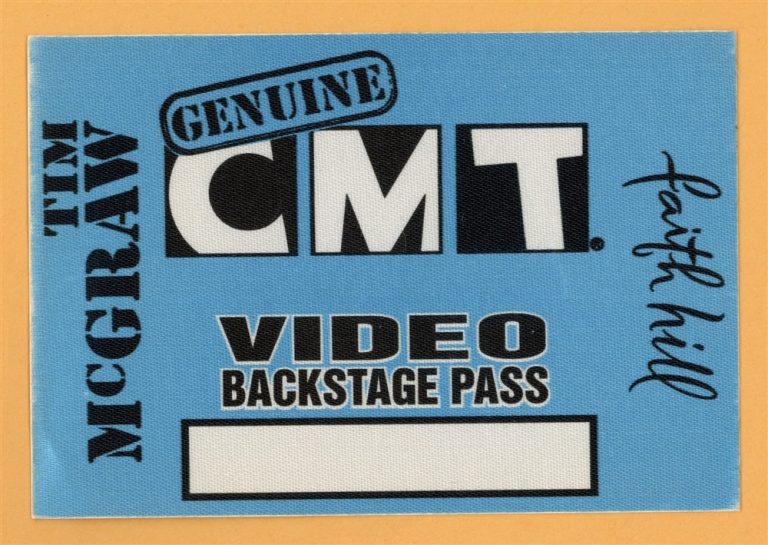 TIM
McGRAW
GENUINE
CMT®
VIDEO
BACKSTAGE PASS
faith hill